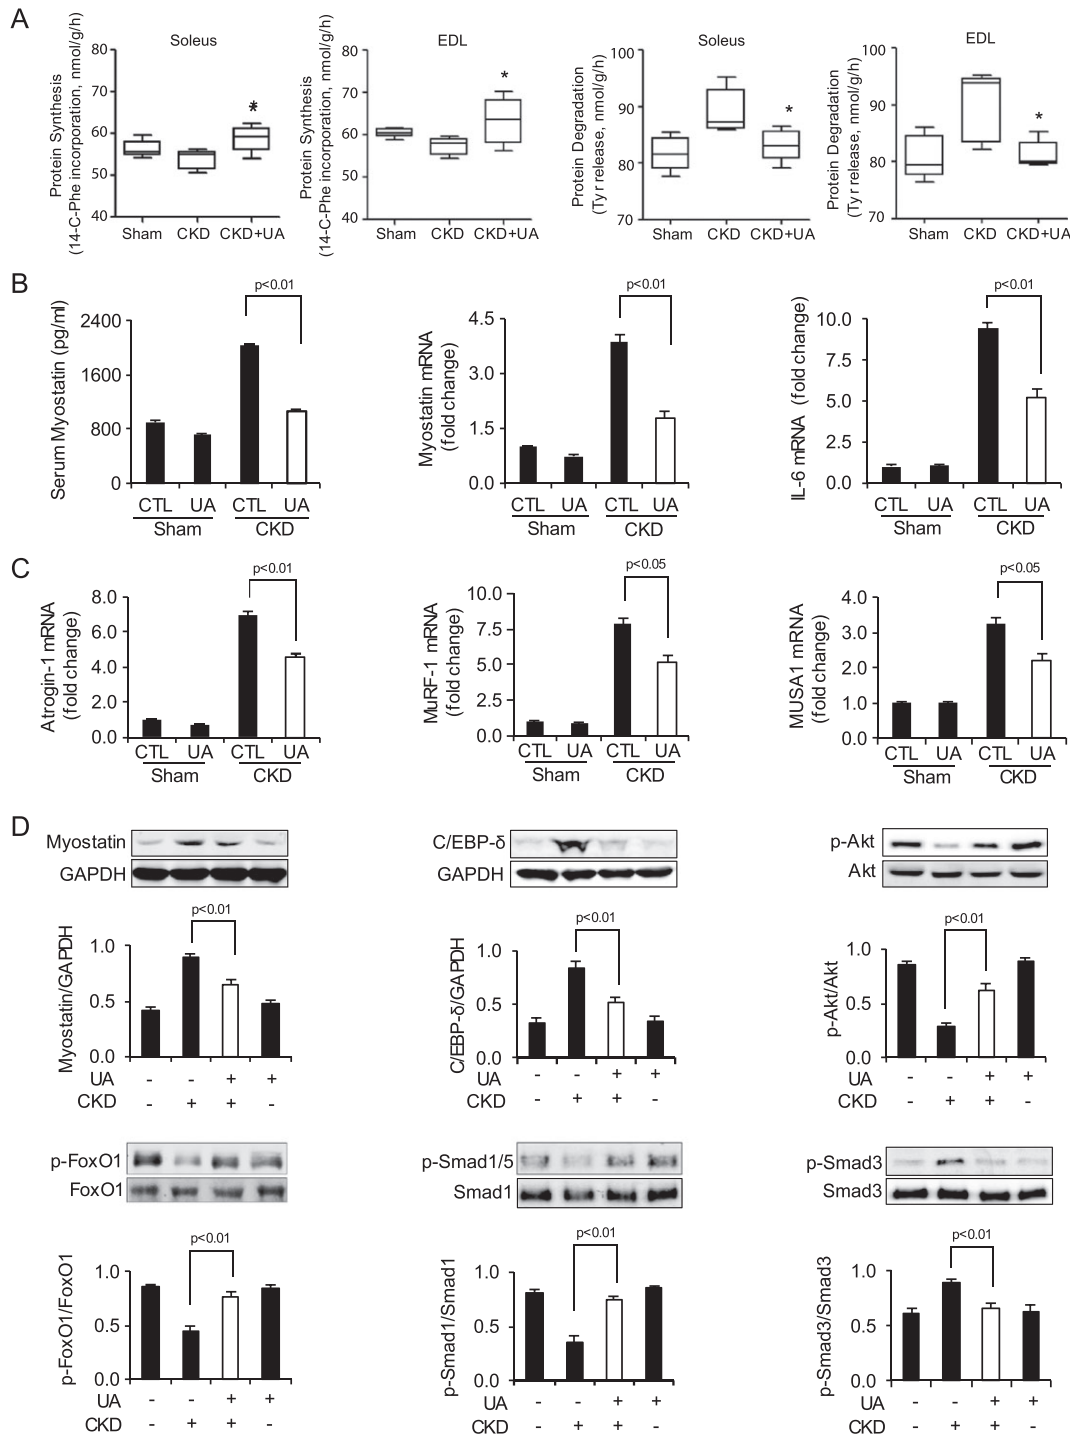 A
Soleus
Protein Synthesis
(14-C-Phe incorporation, nmol/g/h)
80
70
60
50
40
*
*
Sham CKD CKD+UA
EDL
Protein Synthesis
(14-C-Phe incorporation, nmol/g/h)
80
60
40
*
Sham CKD CKD+UA
Soleus
Protein Degradation
(Tyr release, nmol/g/h)
100
90
80
70
*
Sham CKD CKD+UA
EDL
Protein Degradation
(Tyr release, nmol/g/h)
100
90
80
70
*
Sham CKD CKD+UA
B
Serum Myostatin (pg/ml)
2400
1600
800
0
p<0.01
CTL UA CTL UA
Sham CKD
Myostatin mRNA
(fold change)
4.5
3.0
1.5
0.0
p<0.01
CTL UA CTL UA
Sham CKD
IL-6 mRNA (fold change)
10.0
7.5
5.0
2.5
0.0
p<0.01
CTL UA CTL UA
Sham CKD
C
Atrogin-1 mRNA
(fold change)
8.0
6.0
4.0
2.0
0.0
p<0.01
CTL UA CTL UA
Sham CKD
MuRF-1 mRNA
(fold change)
10.0
7.5
5.0
2.5
0.0
p<0.05
CTL UA CTL UA
Sham CKD
MUSA1 mRNA
(fold change)
4.0
3.0
2.0
1.0
0.0
p<0.05
CTL UA CTL UA
Sham CKD
D
Myostatin
GAPDH
Myostatin/GAPDH
1.0
0.5
0.0
p<0.01
UA - - + +
CKD - + + -
C/EBP-δ
GAPDH
C/EBP-δ/GAPDH
1.0
0.5
0.0
p<0.01
UA - - + +
CKD - + + -
p-Akt
Akt
p-Akt/Akt
1.0
0.5
0.0
p<0.01
UA - - + +
CKD - + + -
p-FoxO1
FoxO1
p-FoxO1/FoxO1
1.0
0.5
0.0
p<0.01
UA - - + +
CKD - + + -
p-Smad1/5
Smad1
p-Smad1/Smad1
1.0
0.5
0.0
p<0.01
UA - - + +
CKD - + + -
p-Smad3
Smad3
p-Smad3/Smad3
1.0
0.5
0.0
p<0.01
UA - - + +
CKD - + + -